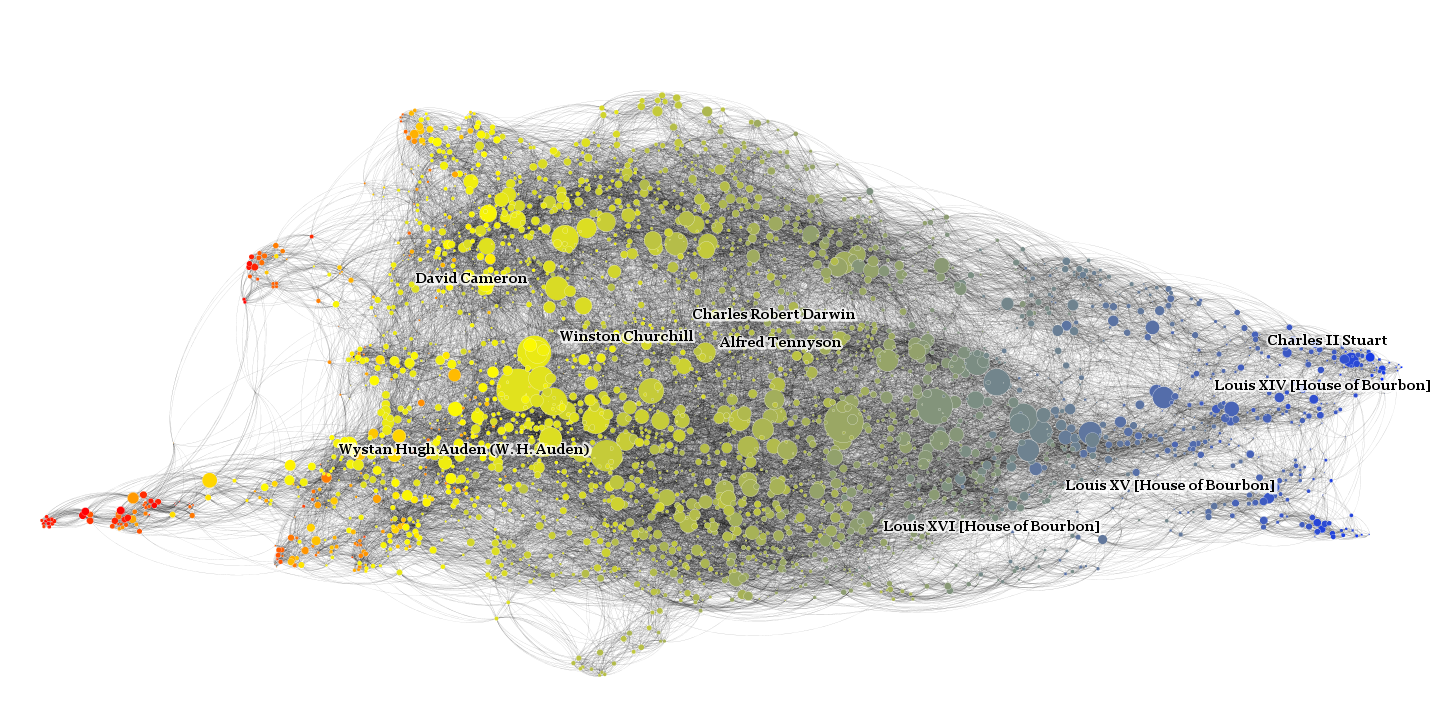 David Cameron
Charles Robert Darwin
Winston Churchill
Alfred Tennyson
Charles II Stuart
Louis XIV [House of Bourbon]
Wystan Hugh Auden (W. H. Auden)
Louis XV [House of Bourbon]
Louis XVI [House of Bourbon]